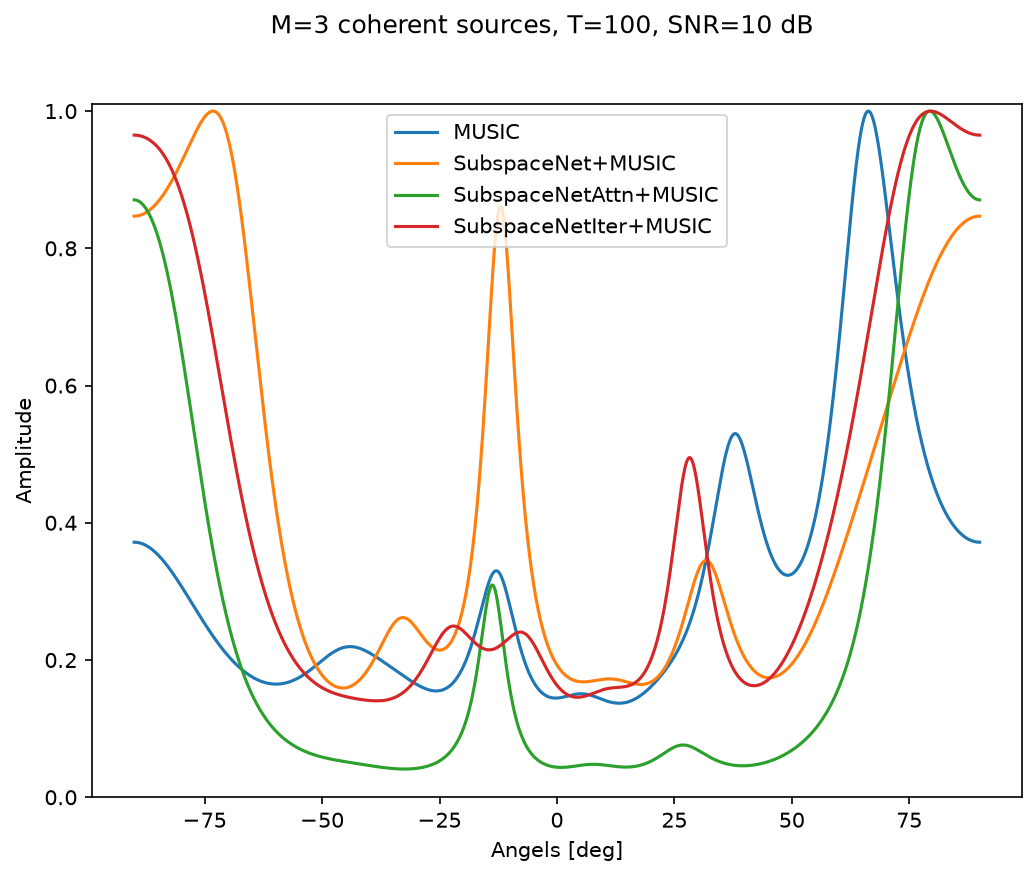 M=3 coherent sources, T=100, SNR=10 dB
1.0
0.8
0.6
0.4
0.2
0.0
Amplitude
MUSIC
SubspaceNet+MUSIC
SubspaceNetAttn+MUSIC
SubspaceNetIter+MUSIC
−75 −50 −25 0 25 50 75
Angels [deg]